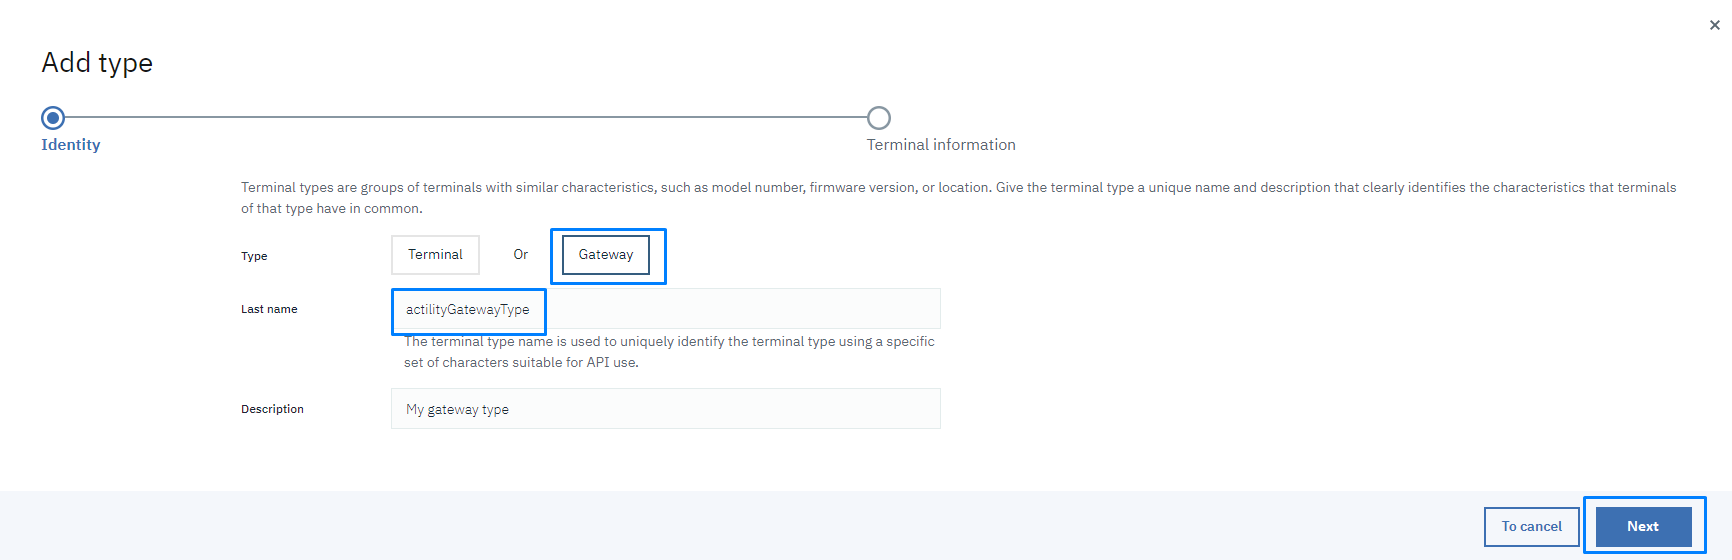 ×
Add type
Identity
Terminal information
Terminal types are groups of terminals with similar characteristics, such as model number, firmware version, or location. Give the terminal type a unique name and description that clearly identifies the characteristics that terminals
of that type have in common.
Type Terminal Or Gateway
Last name actilityGatewayType
The terminal type name is used to uniquely identify the terminal type using a specific
set of characters suitable for API use.
Description My gateway type
To cancel Next